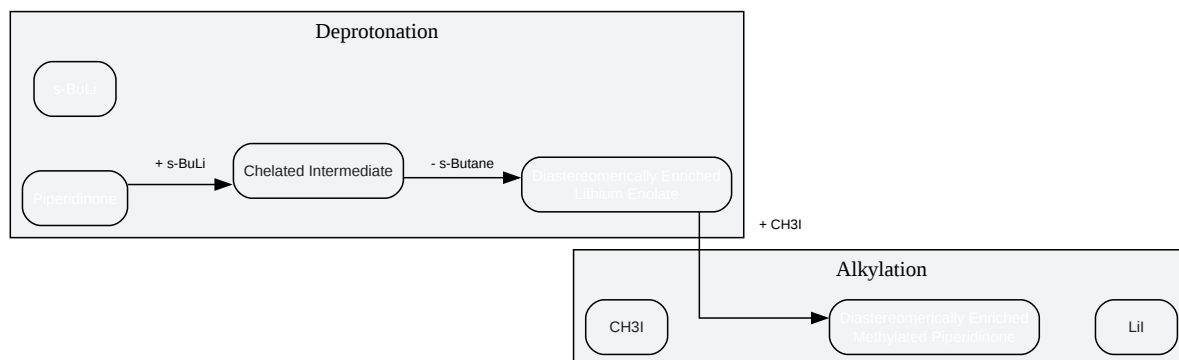 Deprotonation
s-BuLi
+ s-BuLi
Chelated Intermediate
- s-Butane
Piperidinone
Diastereomerically Enriched
Lithium Enolate
+ CH3I
Alkylation
CH3I
Diastereomerically Enriched
Methylated Piperidinone
LiI